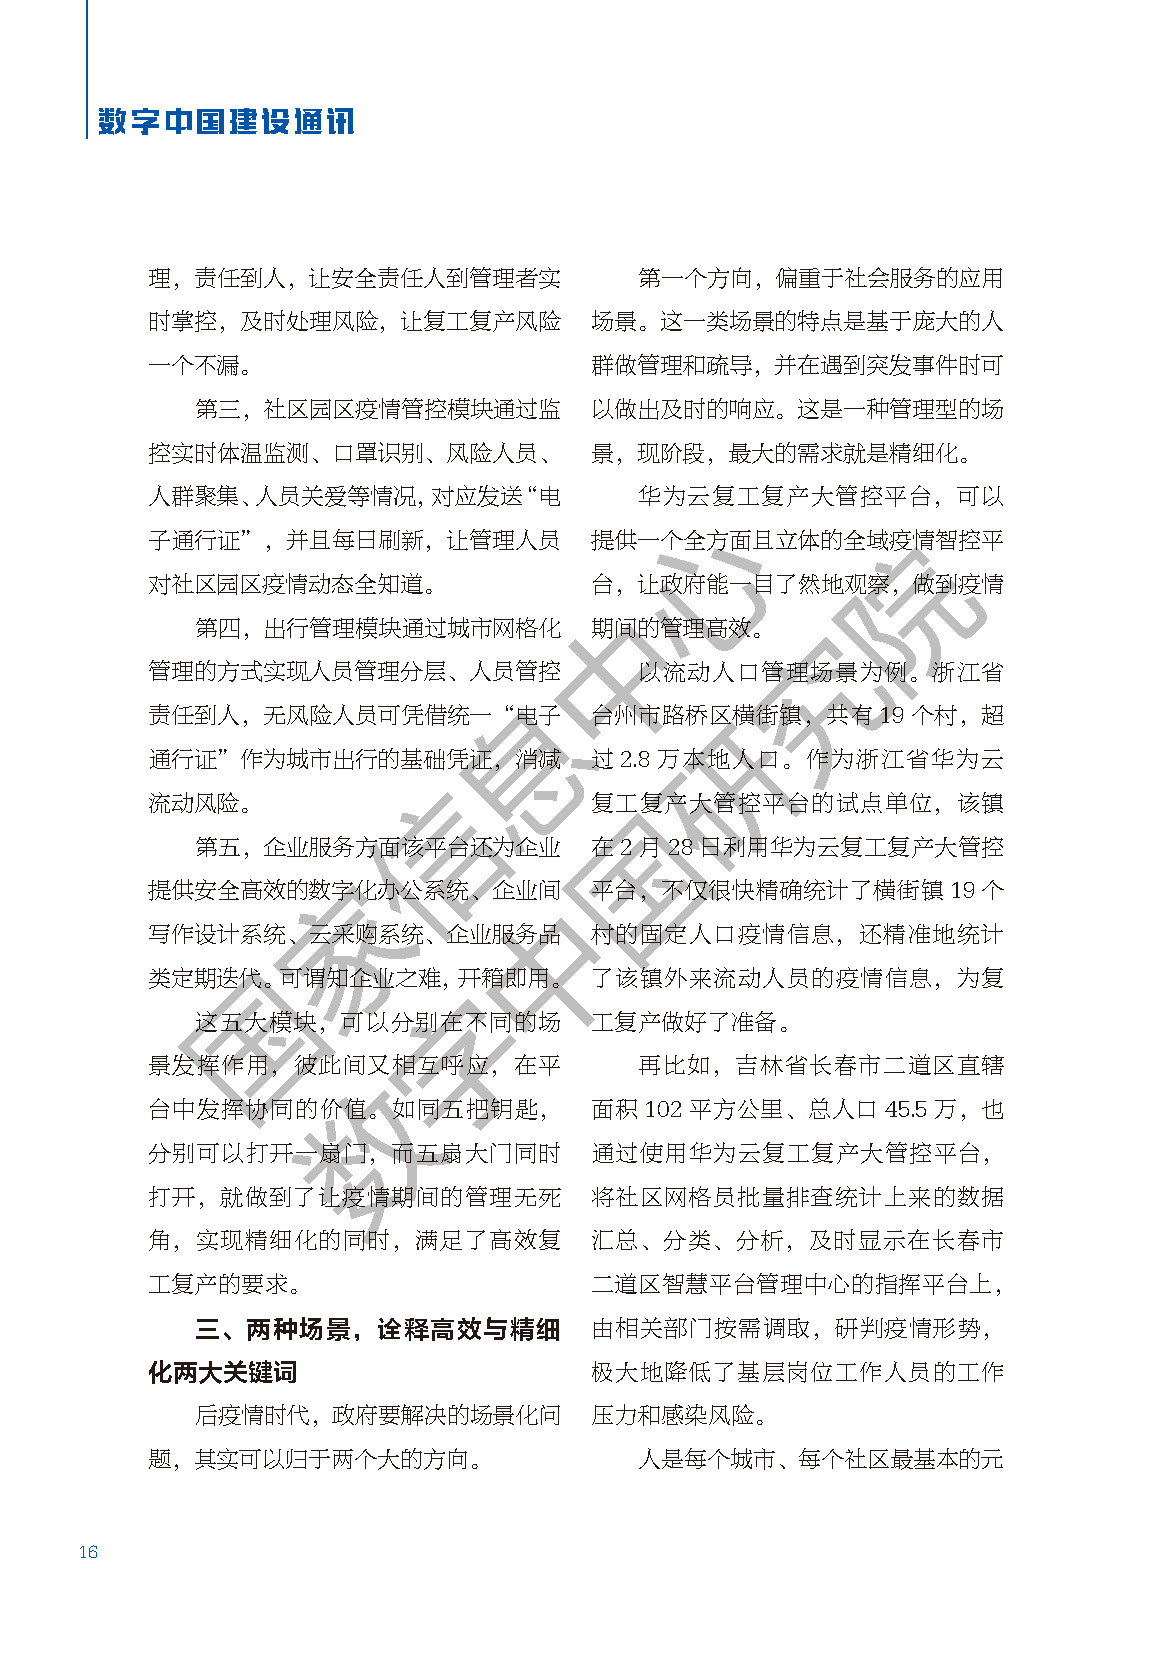 数字中国建设通讯
理，责任到人，让安全责任人到管理者实
时掌控，及时处理风险，让复工复产风险
一个不漏。
第三，社区园区疫情管控模块通过监
控实时体温监测、口罩识别、风险人员、
人群聚集、人员关爱等情况，对应发送“电
子通行证”，并且每日刷新，让管理人员
对社区园区疫情动态全知道。
第四，出行管理模块通过城市网格化
管理的方式实现人员管理分层、人员管控
责任到人，无风险人员可凭借统一“电子
通行证”作为城市出行的基础凭证，消减
流动风险。
第五，企业服务方面该平台还为企业
提供安全高效的数字化办公系统、企业间
写作设计系统、云采购系统、企业服务品
类定期迭代。可谓知企业之难，开箱即用。
这五大模块，可以分别在不同的场
景发挥作用，彼此间又相互呼应，在平
台中发挥协同的价值。如同五把钥匙，
分别可以打开一扇门，而五扇大门同时
打开，就做到了让疫情期间的管理无死
角，实现精细化的同时，满足了高效复
工复产的要求。
三、两种场景，诠释高效与精细
化两大关键词
后疫情时代，政府要解决的场景化问
题，其实可以归于两个大的方向。
第一个方向，偏重于社会服务的应用
场景。这一类场景的特点是基于庞大的人
群做管理和疏导，并在遇到突发事件时可
以做出及时的响应。这是一种管理型的场
景，现阶段，最大的需求就是精细化。
华为云复工复产大管控平台，可以
提供一个全方面且立体的全域疫情智控平
台，让政府能一目了然地观察，做到疫情
期间的管理高效。
以流动人口管理场景为例。浙江省
台州市路桥区横街镇，共有 19 个村，超
过 2.8 万本地人口。作为浙江省华为云
复工复产大管控平台的试点单位，该镇
在 2 月 28 日利用华为云复工复产大管控
平台，不仅很快精确统计了横街镇 19 个
村的固定人口疫情信息，还精准地统计
了该镇外来流动人员的疫情信息，为复
工复产做好了准备。
再比如，吉林省长春市二道区直辖
面积 102 平方公里、总人口 45.5 万，也
通过使用华为云复工复产大管控平台，
将社区网格员批量排查统计上来的数据
汇总、分类、分析，及时显示在长春市
二道区智慧平台管理中心的指挥平台上，
由相关部门按需调取，研判疫情形势，
极大地降低了基层岗位工作人员的工作
压力和感染风险。
人是每个城市、每个社区最基本的元
国家信息中心
数字中国研究院
16